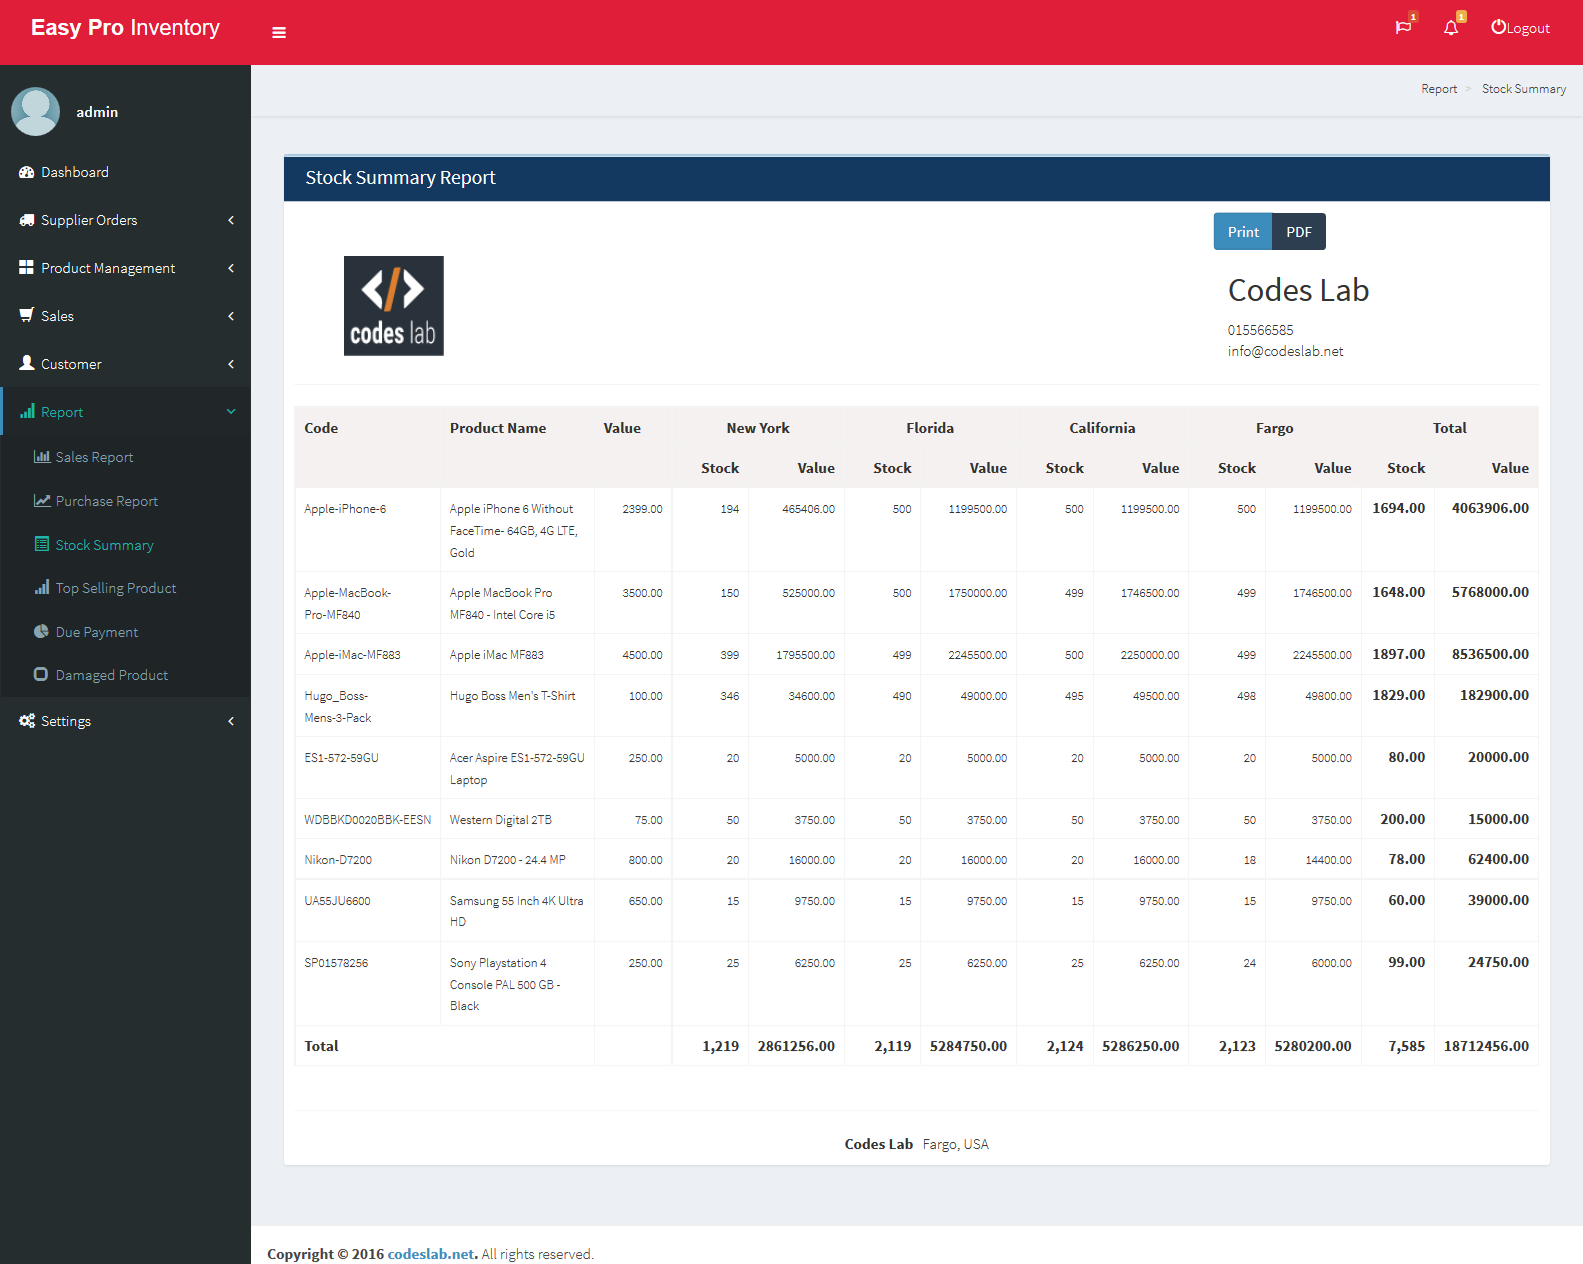 Easy Pro Inventory
1
1
Logout
Report > Stock Summary
admin
Dashboard
Supplier Orders
Product Management
Sales
Customer
Report
Sales Report
Purchase Report
Stock Summary
Top Selling Product
Due Payment
Damaged Product
Settings
Stock Summary Report
Print PDF
codes lab
Codes Lab
015566585
info@codeslab.net
Code Product Name Value New York Florida California Fargo Total
Stock Value Stock Value Stock Value Stock Value Stock Value
Apple-iPhone-6 Apple iPhone 6 Without 2399.00 194 465406.00 500 1199500.00 500 1199500.00 500 1199500.00 1694.00 4063906.00
FaceTime- 64GB, 4G LTE,
Gold
Apple-MacBook- Apple MacBook Pro 3500.00 150 525000.00 500 1750000.00 499 1746500.00 499 1746500.00 1648.00 5768000.00
Pro-MF840 MF840 - Intel Core i5
Apple-iMac-MF883 Apple iMac MF883 4500.00 399 1795500.00 499 2245500.00 500 2250000.00 499 2245500.00 1897.00 8536500.00
Hugo_Boss- Hugo Boss Men's T-Shirt 100.00 346 34600.00 490 49000.00 495 49500.00 498 49800.00 1829.00 182900.00
Mens-3-Pack
ES1-572-59GU Acer Aspire ES1-572-59GU 250.00 20 5000.00 20 5000.00 20 5000.00 20 5000.00 80.00 20000.00
Laptop
WDBBKD0020BBK-EESN Western Digital 2TB 75.00 50 3750.00 50 3750.00 50 3750.00 50 3750.00 200.00 15000.00
Nikon-D7200 Nikon D7200 - 24.4 MP 800.00 20 16000.00 20 16000.00 20 16000.00 18 14400.00 78.00 62400.00
UA55JU6600 Samsung 55 Inch 4K Ultra 650.00 15 9750.00 15 9750.00 15 9750.00 15 9750.00 60.00 39000.00
HD
SP01578256 Sony Playstation 4 250.00 25 6250.00 25 6250.00 25 6250.00 24 6000.00 99.00 24750.00
Console PAL 500 GB -
Black
Total 1,219 2861256.00 2,119 5284750.00 2,124 5286250.00 2,123 5280200.00 7,585 18712456.00
Codes Lab Fargo, USA
Copyright © 2016 codeslab.net. All rights reserved.